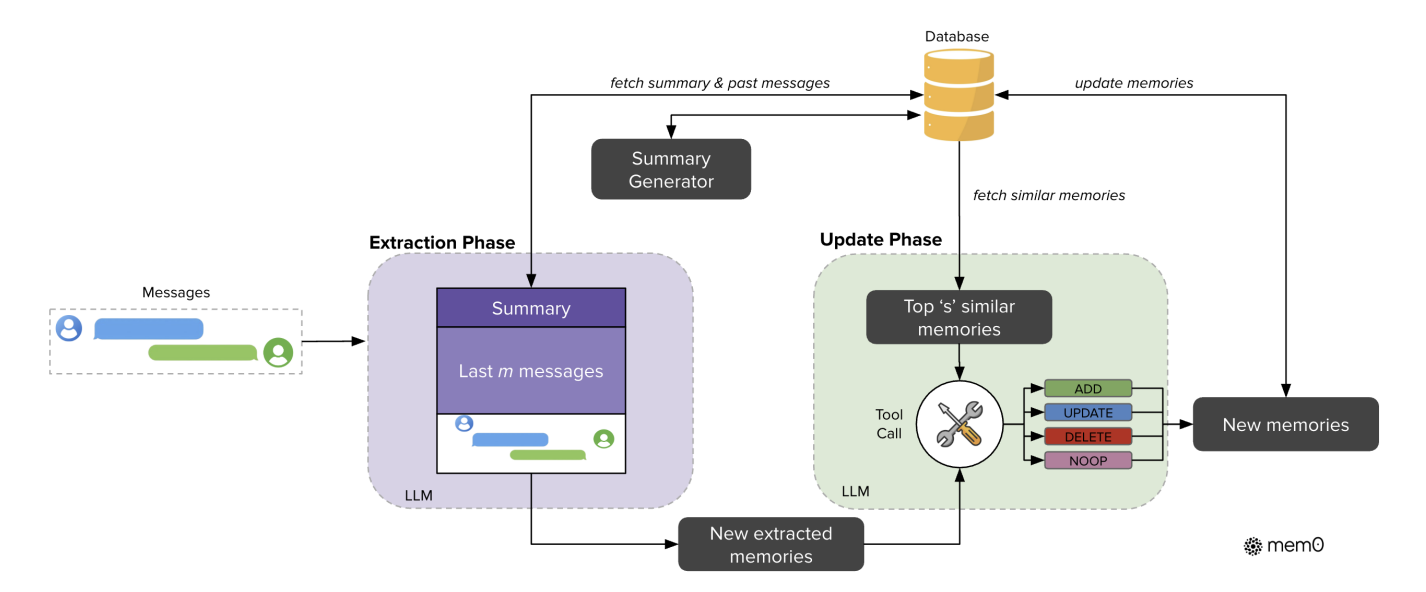 Database
fetch summary & past messages
update memories
Summary
Generator
fetch similar memories
Extraction Phase
Update Phase
Messages
Summary
Last m messages
LLM
Top ‘s’ similar
memories
Tool
Call
ADD
UPDATE
DELETE
NOOP
LLM
New memories
New extracted
memories
mem0